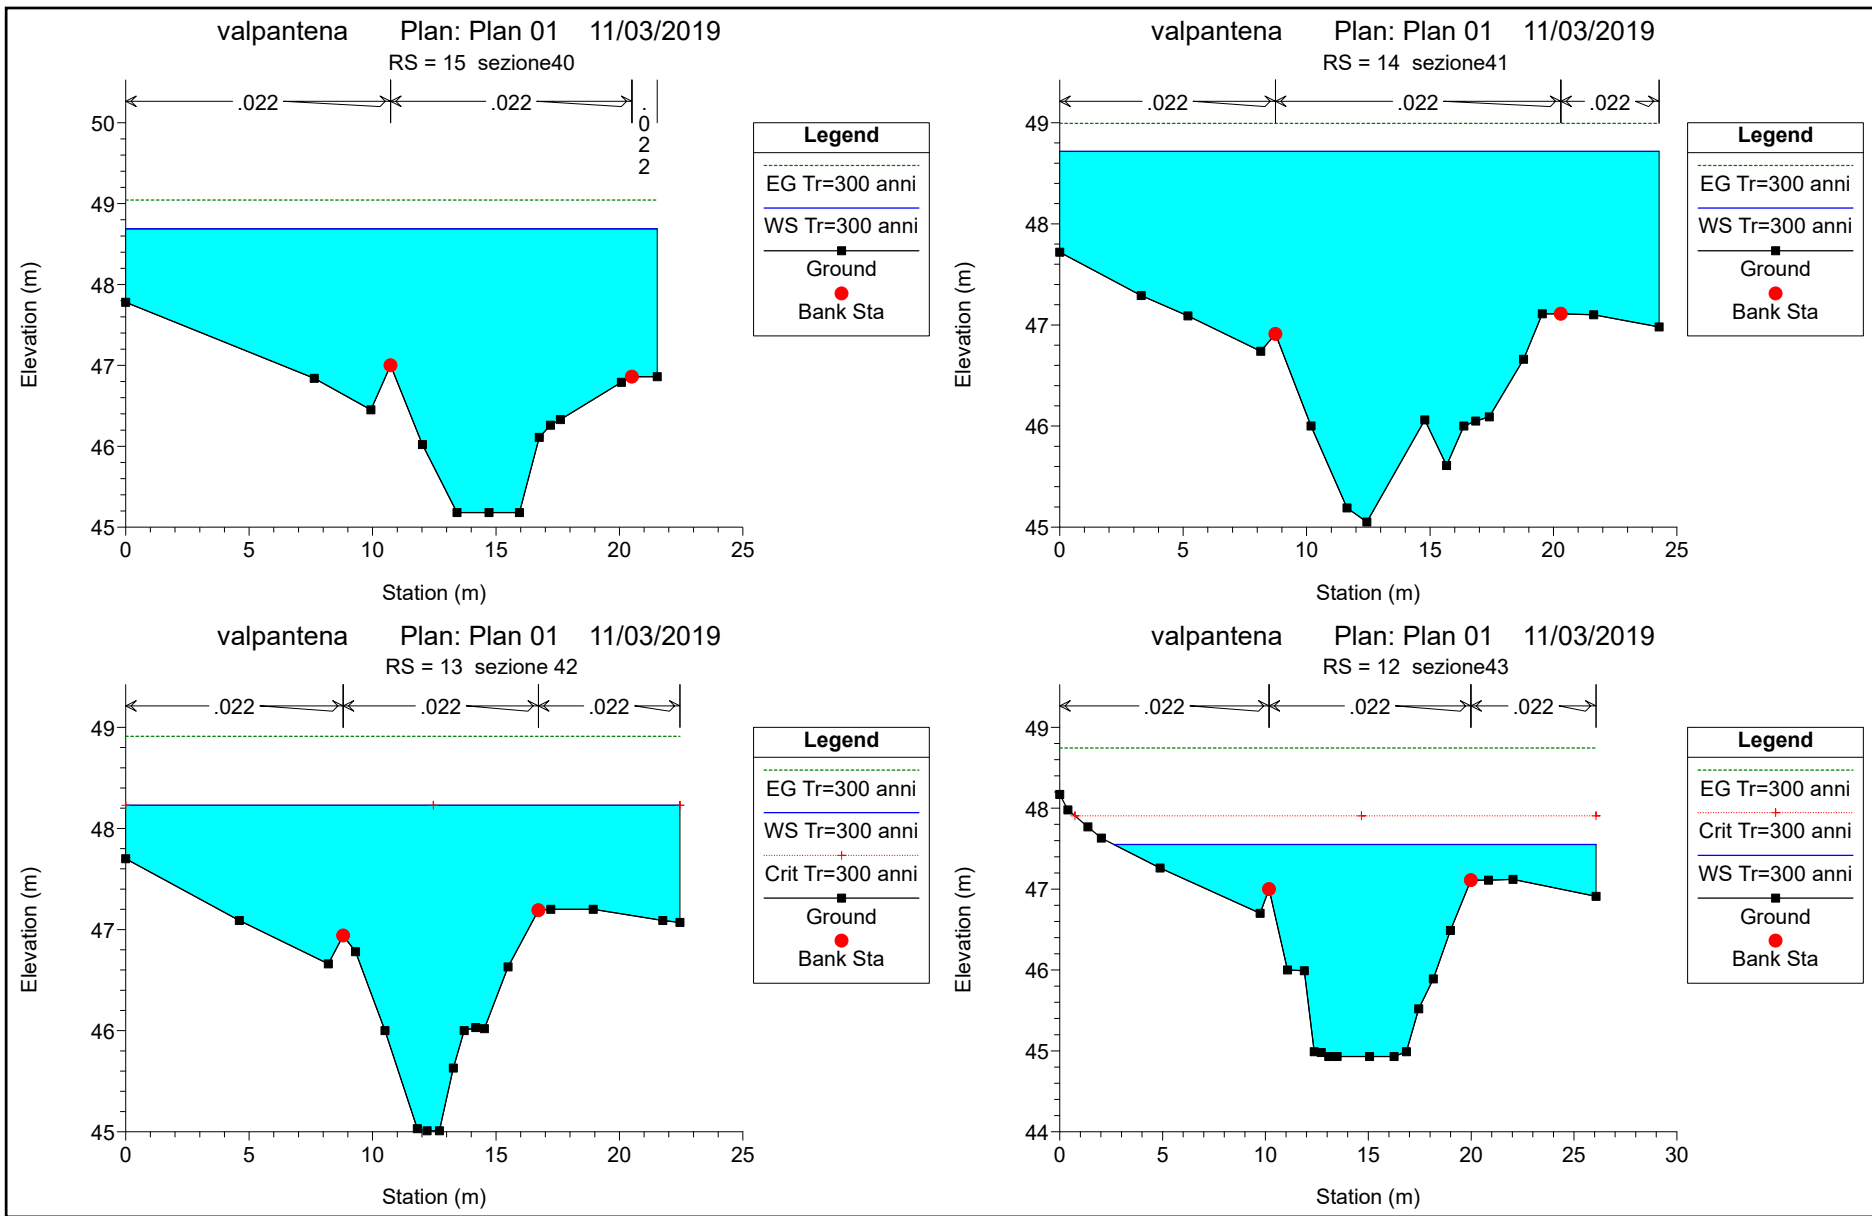 valpantena Plan: Plan 01 11/03/2019
RS = 15 sezione40
.022 .022 .022
50
49
48
47
46
45
0 5 10 15 20 25
Elevation (m)
Station (m)
Legend
EG Tr=300 anni
WS Tr=300 anni
Ground
Bank Sta
valpantena Plan: Plan 01 11/03/2019
RS = 14 sezione41
.022 .022 .022
49
48
47
46
45
0 5 10 15 20 25
Elevation (m)
Station (m)
Legend
EG Tr=300 anni
WS Tr=300 anni
Ground
Bank Sta
valpantena Plan: Plan 01 11/03/2019
RS = 13 sezione 42
.022 .022 .022
49
48
47
46
45
0 5 10 15 20 25
Elevation (m)
Station (m)
Legend
EG Tr=300 anni
WS Tr=300 anni
Crit Tr=300 anni
Ground
Bank Sta
valpantena Plan: Plan 01 11/03/2019
RS = 12 sezione43
.022 .022 .022
49
48
47
46
45
44
0 5 10 15 20 25 30
Elevation (m)
Station (m)
Legend
EG Tr=300 anni
Crit Tr=300 anni
WS Tr=300 anni
Ground
Bank Sta